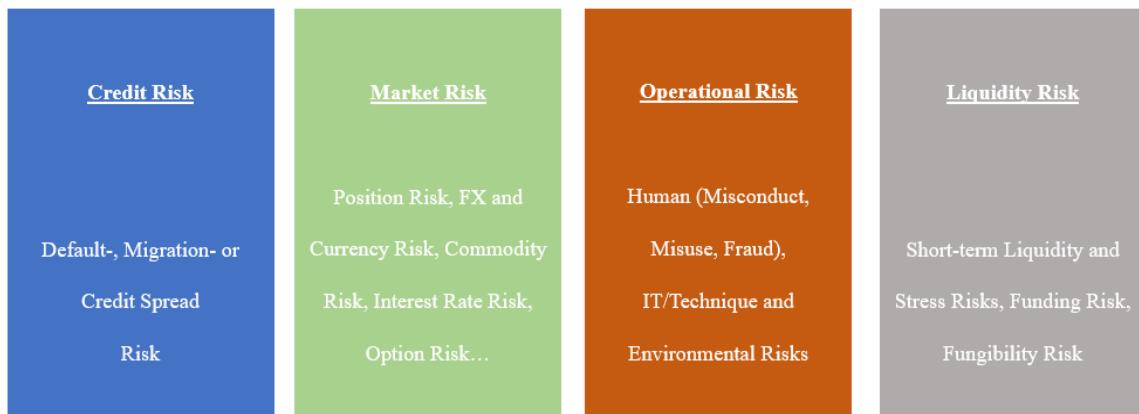 Credit Risk
Default-, Migration- or
Credit Spread
Risk
Market Risk
Position Risk, FX and
Currency Risk, Commodity
Risk, Interest Rate Risk,
Option Risk…
Operational Risk
Human (Misconduct,
Misuse, Fraud),
IT/Technique and
Environmental Risks
Liquidity Risk
Short-term Liquidity and
Stress Risks, Funding Risk,
Fungibility Risk